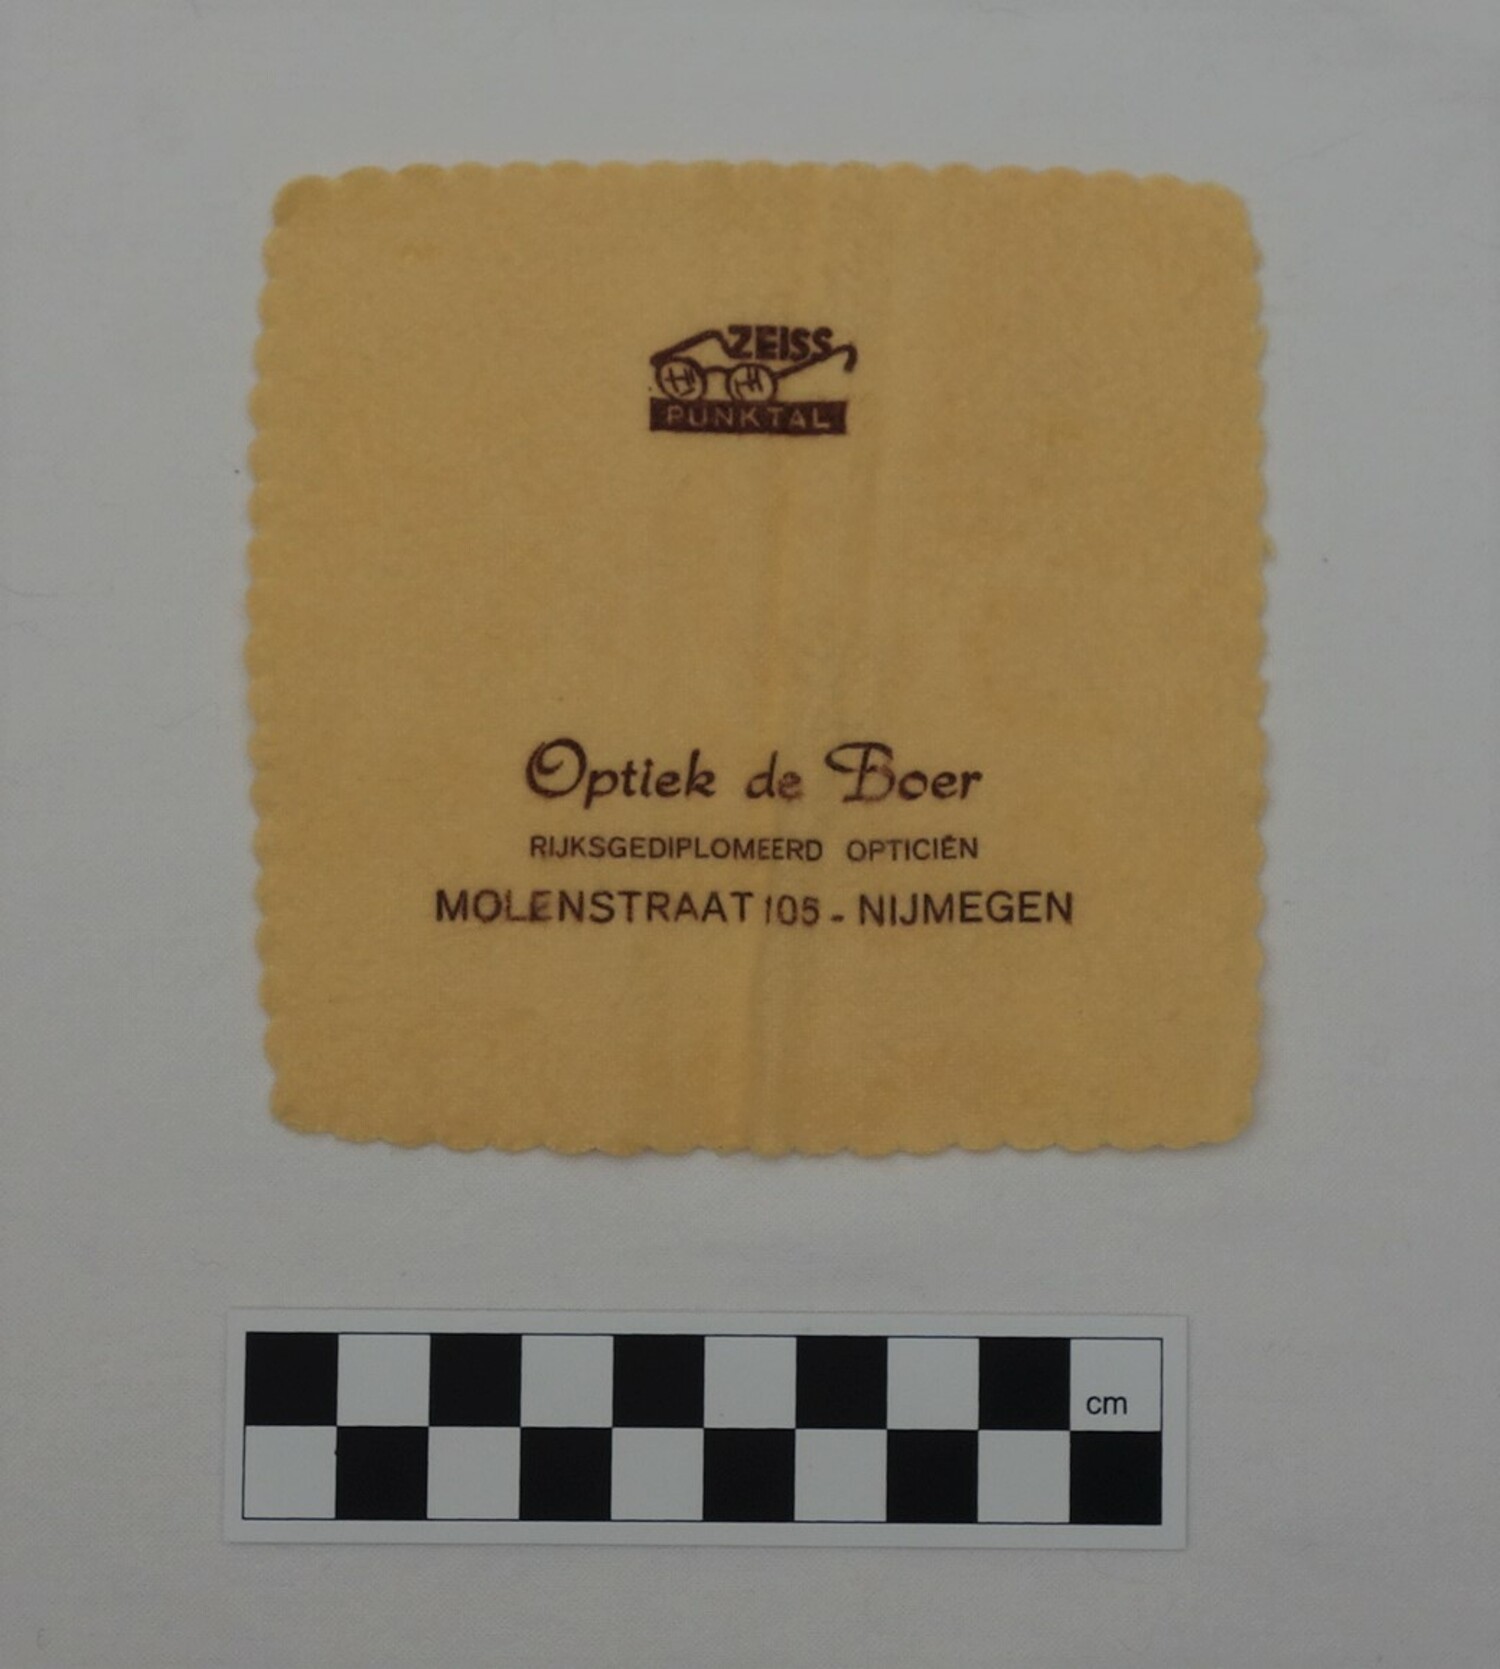 ZEISS
PUNKTAL
Optiek de Boer
RIJKSGEDIPLOMEERD OPTICIËN
MOLENSTRAAT 105 - NIJMEGEN
cm